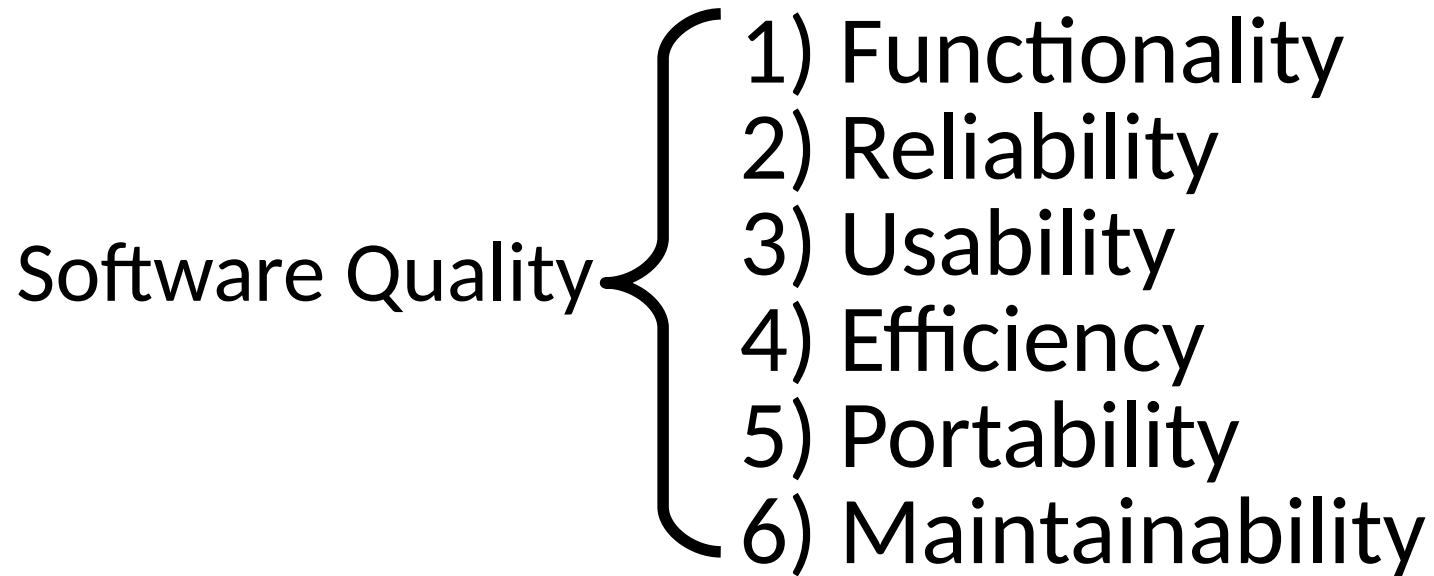 Software Quality
1) Functionality
2) Reliability
3) Usability
4) Efficiency
5) Portability
6) Maintainability